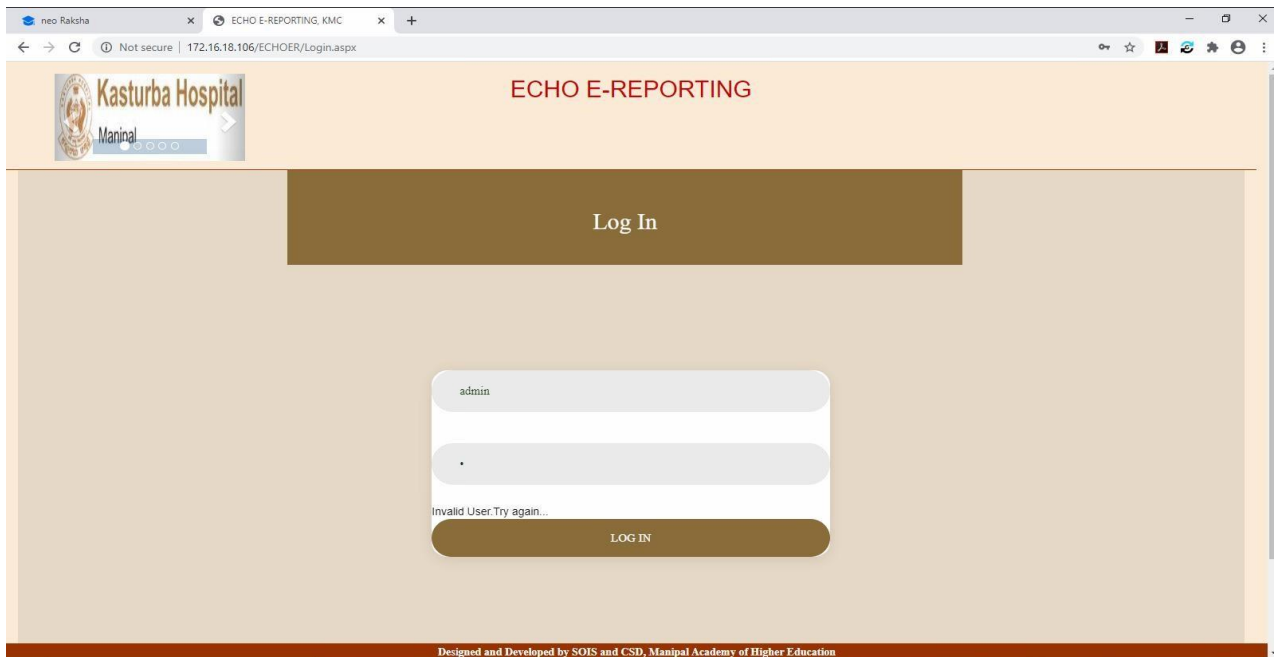 neo Raksha
ECHO E-REPORTING, KMC
Not secure | 172.16.18.106/ECHOER/Login.aspx
Kasturba Hospital
Manipal
ECHO E-REPORTING
Log In
admin
•
Invalid User.Try again...
LOG IN
Designed and Developed by SOIS and CSD, Manipal Academy of Higher Education